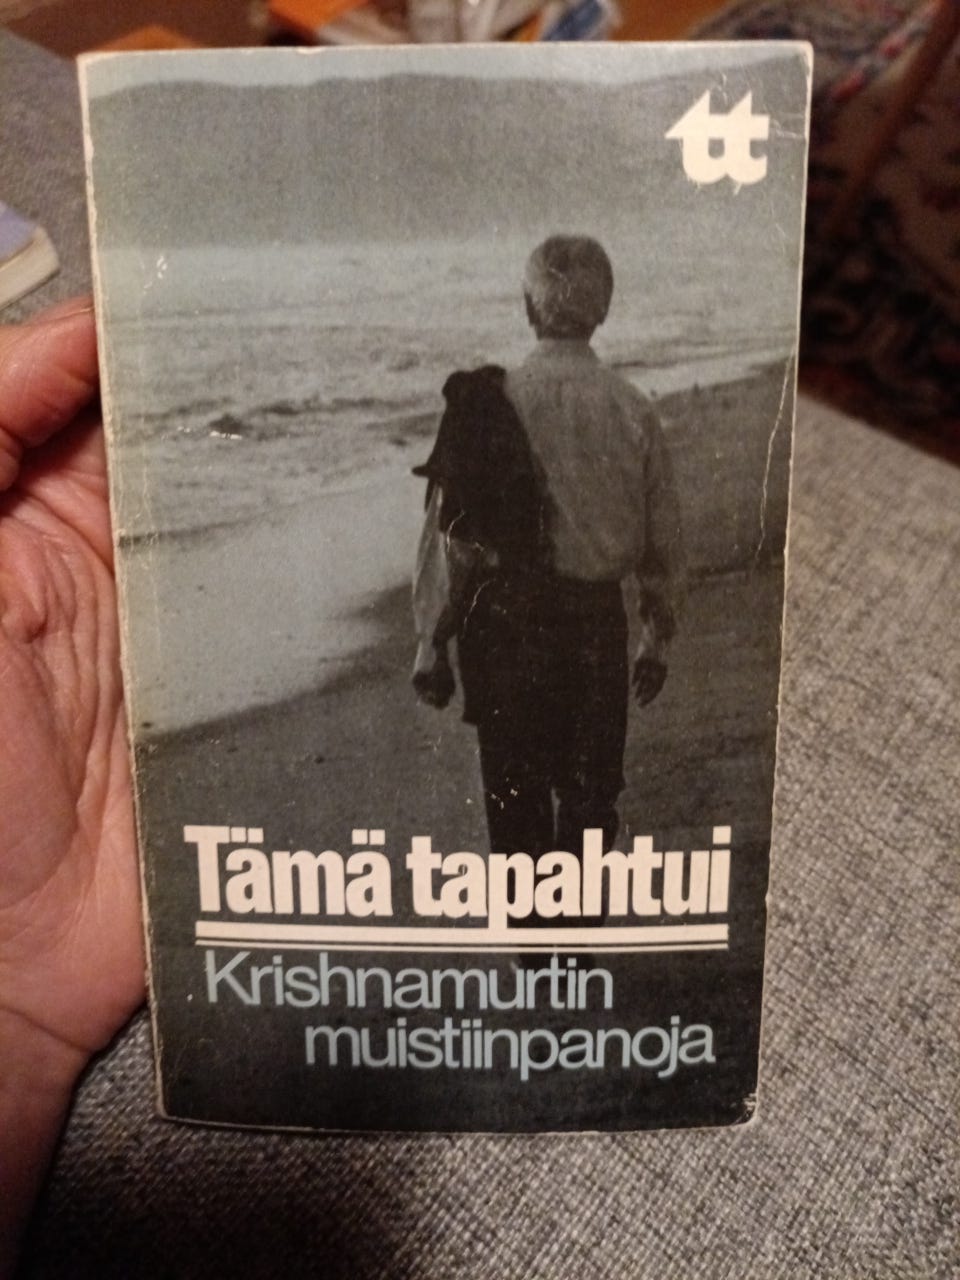 tt
Tämä tapahtui
Krishnamurtin
muistiinpanoja